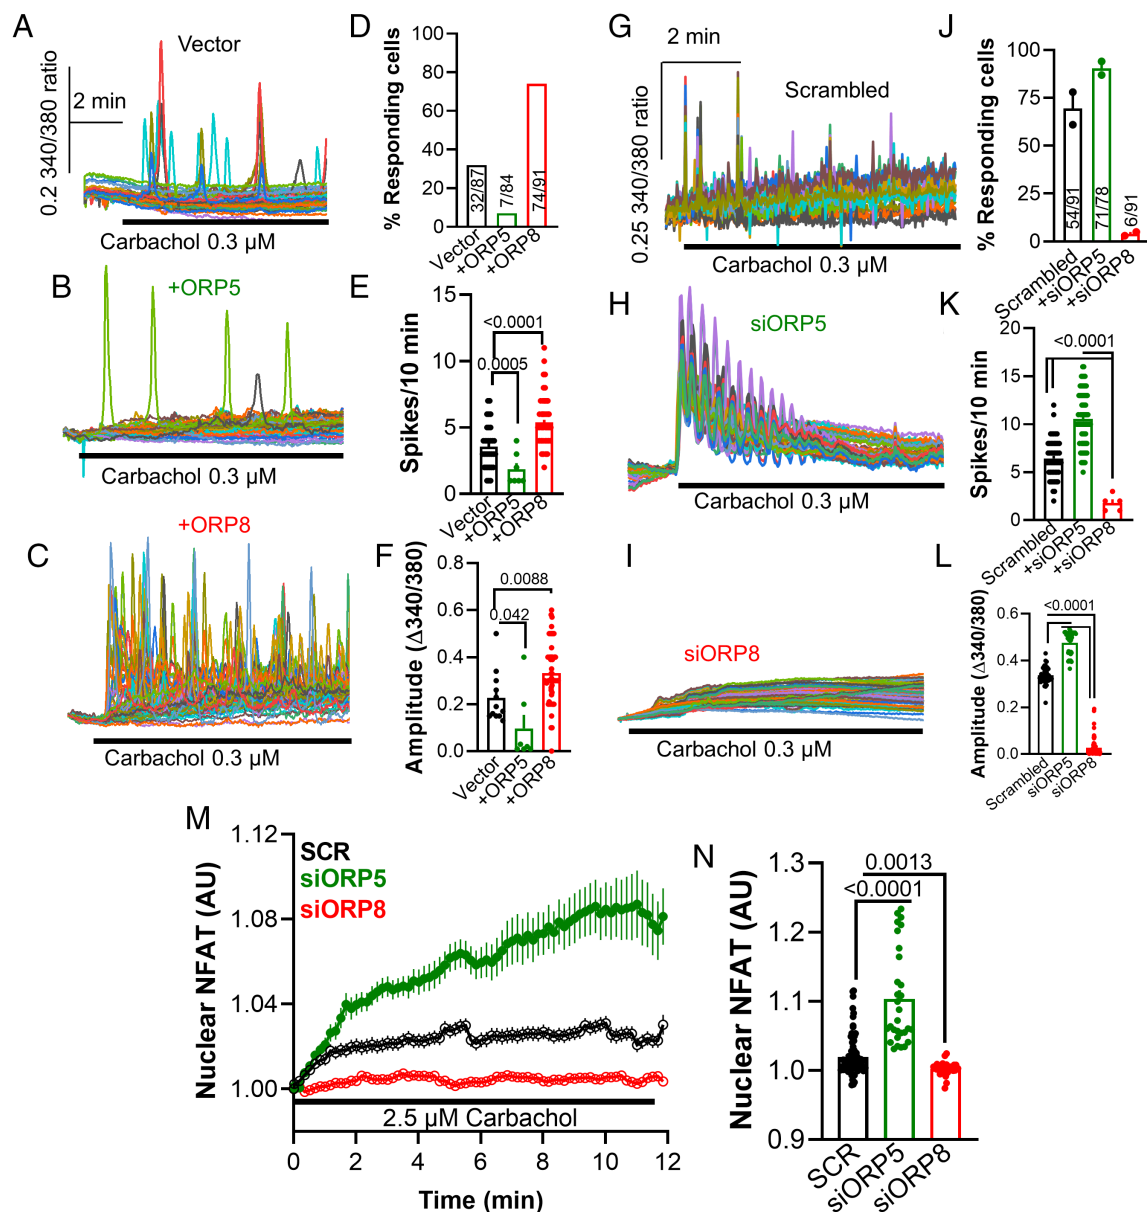 A
Vector
0.2 340/380 ratio
2 min
Carbachol 0.3 µM
B
+ORP5
Carbachol 0.3 µM
+ORP8
C
Carbachol 0.3 µM
D
% Responding cells
100
80
60
40
20
0
32/87
7/84
74/91
Vector
+ORP5
+ORP8
E
Spikes/10 min
15
10
5
0
<0.0001
0.0005
Vector
+ORP5
+ORP8
F
Amplitude (Δ340/380)
0.8
0.6
0.4
0.2
0.0
0.0088
0.042
Vector
+ORP5
+ORP8
G
2 min
Scrambled
0.25 340/380 ratio
Carbachol 0.3 µM
H
siORP5
Carbachol 0.3 µM
I
siORP8
Carbachol 0.3 µM
J
% Responding cells
100
75
50
25
0
54/91
71/78
6/91
Scrambled
+siORP5
+siORP8
K
Spikes/10 min
20
15
10
5
0
<0.0001
Scrambled
+siORP5
+siORP8
L
Amplitude (Δ340/380)
0.6
0.4
0.2
0.0
<0.0001
Scrambled
siORP5
siORP8
M
Nuclear NFAT (AU)
1.12
1.08
1.04
1.00
SCR
siORP5
siORP8
2.5 µM Carbachol
0 2 4 6 8 10 12
Time (min)
N
Nuclear NFAT (AU)
1.3
1.2
1.1
1.0
0.9
0.0013
<0.0001
SCR
siORP5
siORP8